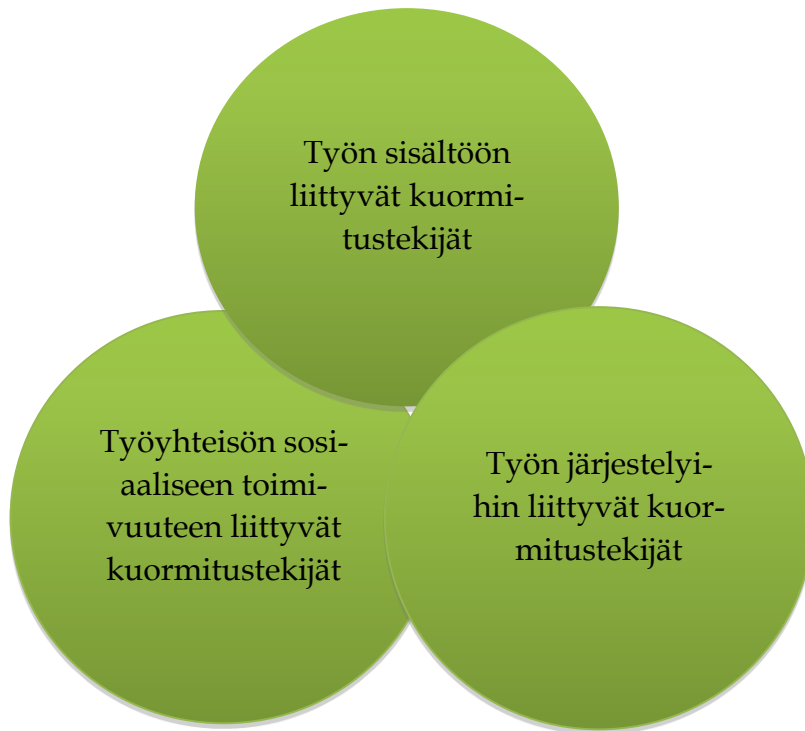 Työn sisältöön
liittyvät kuormi-
tustekijät
Työyhteisön sosi-
aaliseen toimi-
vuuteen liittyvät
kuormitustekijät
Työn järjestelyi-
hin liittyvät kuor-
mitustekijät